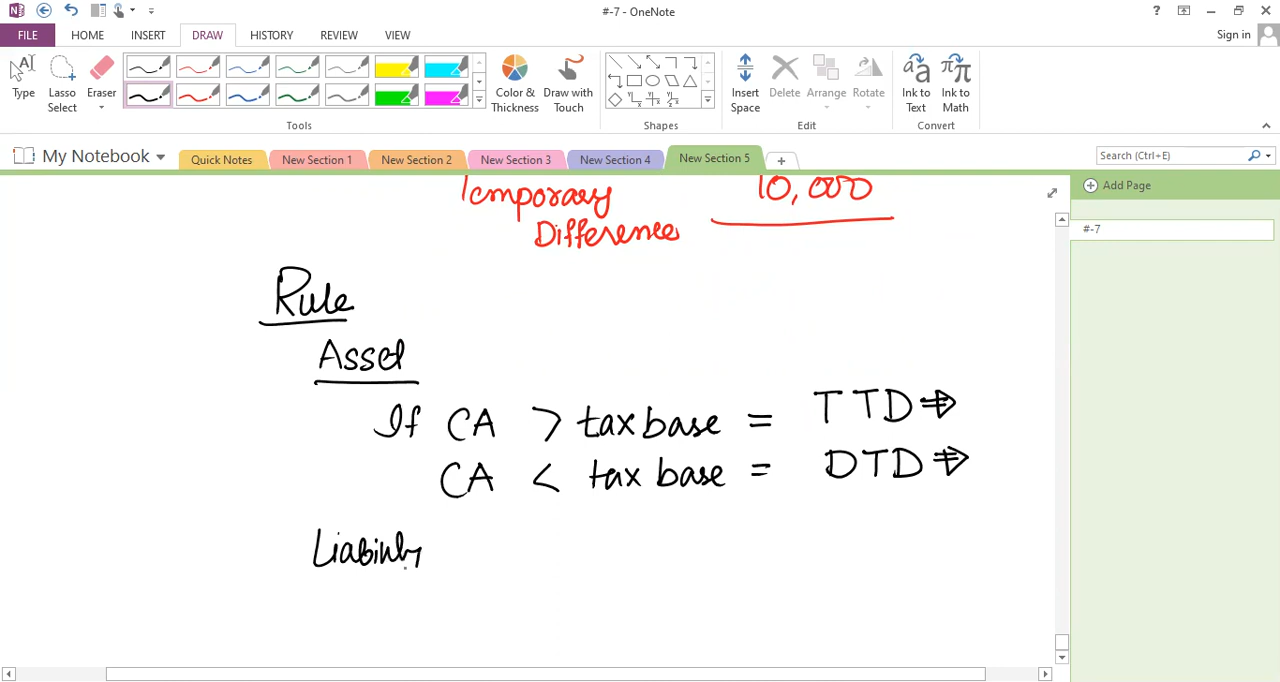 #-7 - OneNote
?
FILE HOME INSERT DRAW HISTORY REVIEW VIEW
Sign in
Type
Lasso Select
Eraser
Color & Thickness
Draw with Touch
Insert Space
Delete
Arrange
Rotate
Ink to Text
Ink to Math
Tools Shapes Edit Convert
My Notebook Quick Notes New Section 1 New Section 2 New Section 3 New Section 4 New Section 5
Search (Ctrl+E)
Add Page
#-7
Temporary 10,000
Difference
Rule
Asset
If CA > tax base = TTD ⇒
CA < tax base = DTD ⇒
Liability